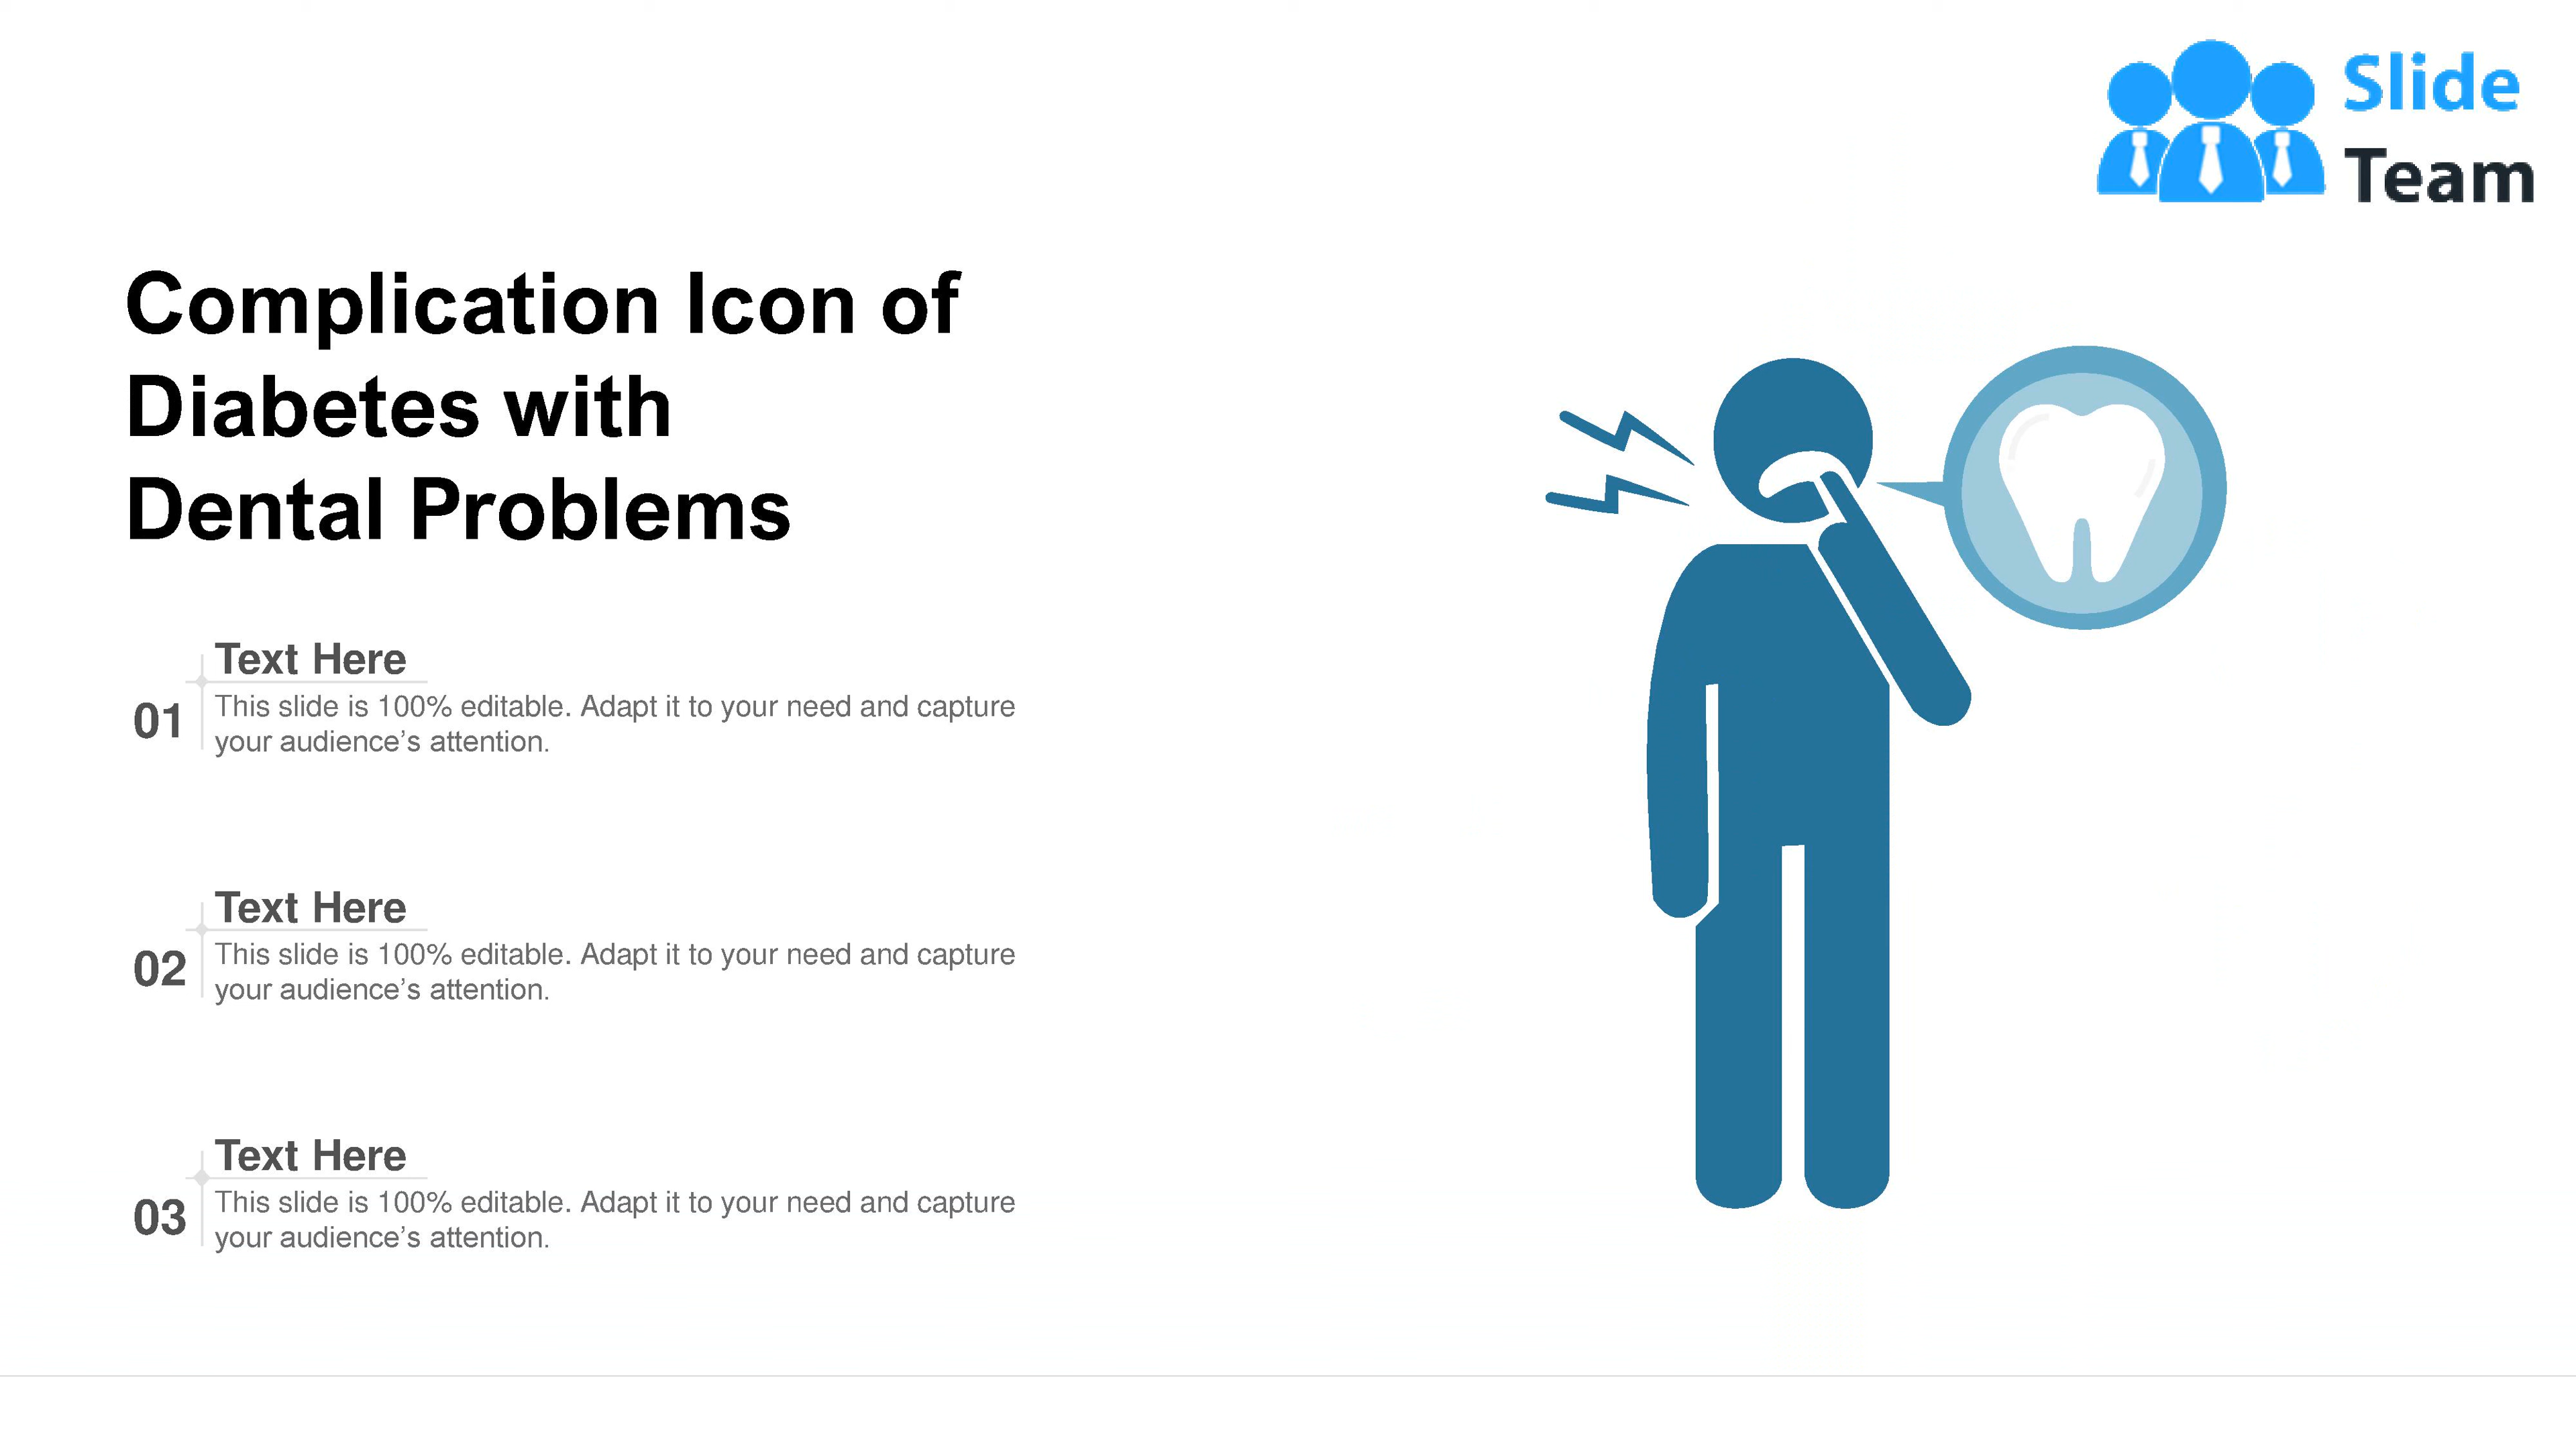 Slide
Team
Complication Icon of
Diabetes with
Dental Problems
Text Here
01
This slide is 100% editable. Adapt it to your need and capture
your audience’s attention.
Text Here
02
This slide is 100% editable. Adapt it to your need and capture
your audience’s attention.
Text Here
03
This slide is 100% editable. Adapt it to your need and capture
your audience’s attention.